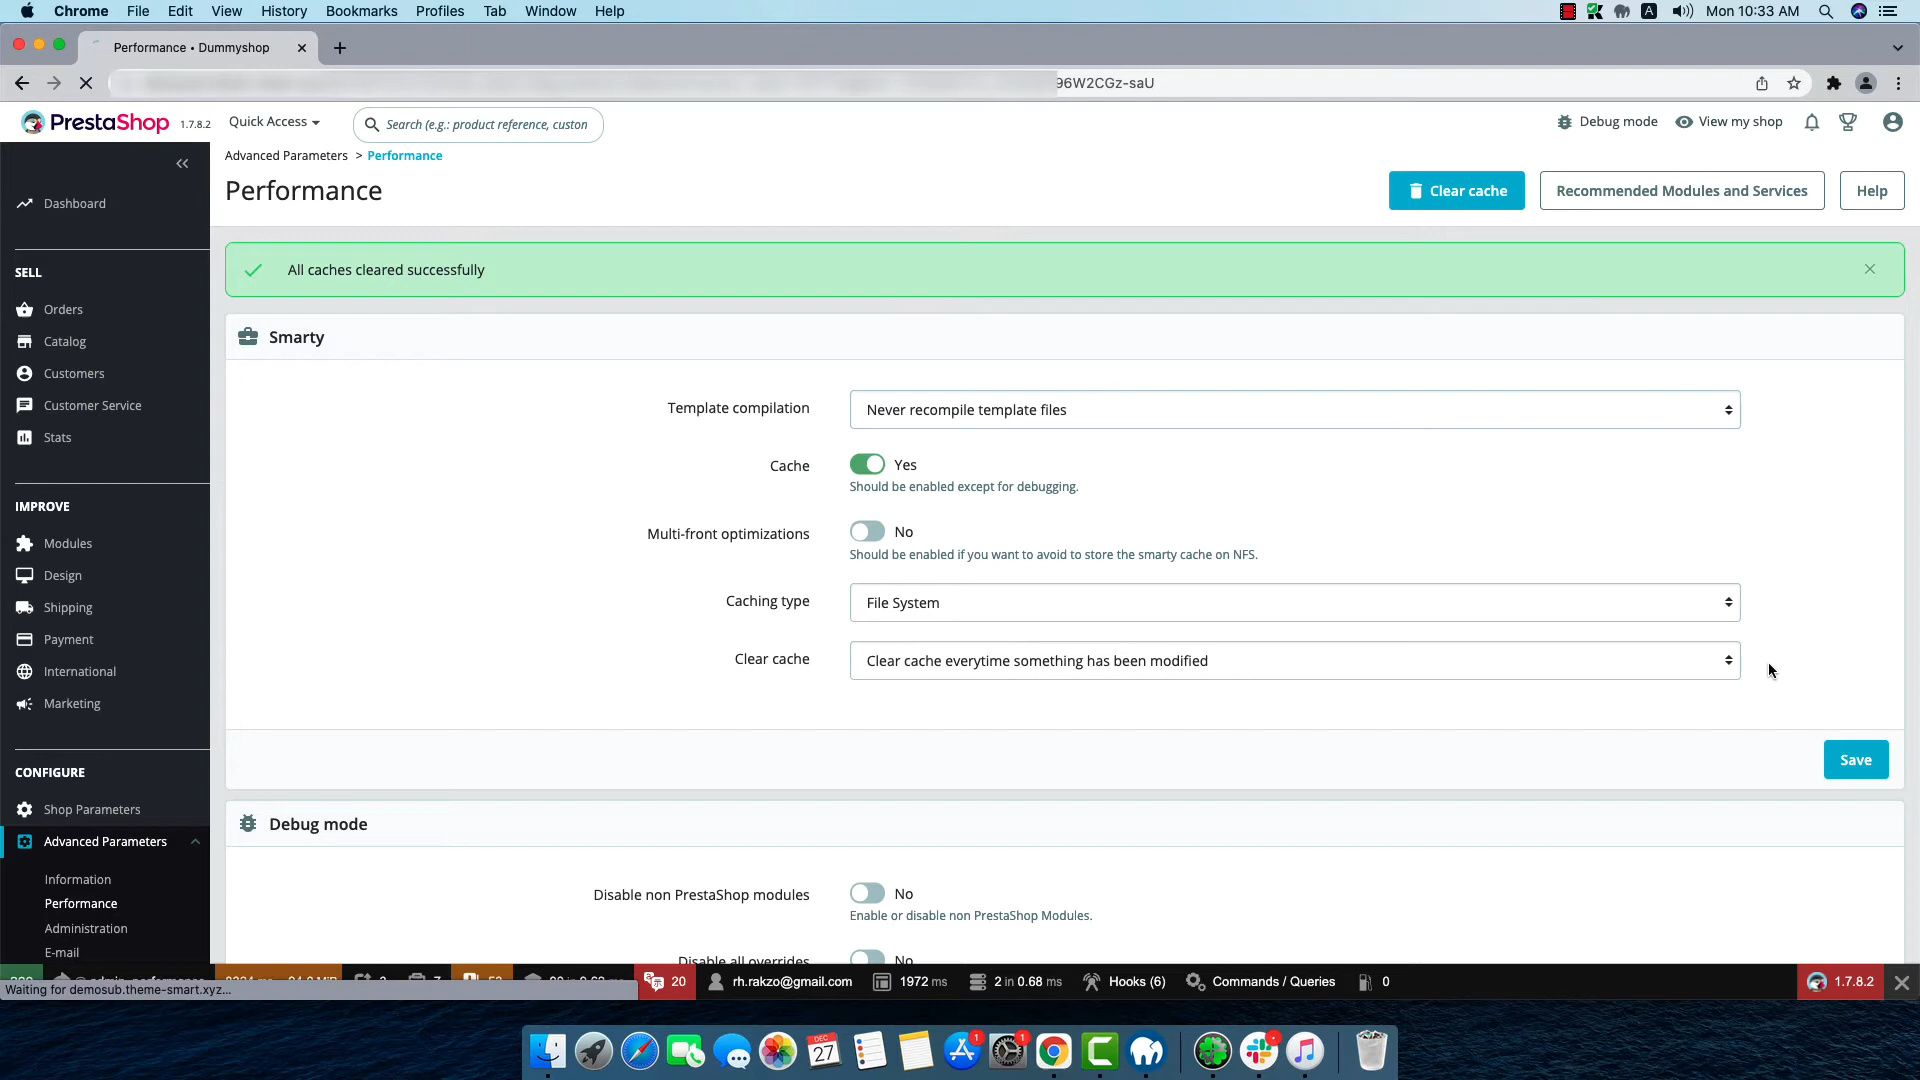 Chrome File Edit View History Bookmarks Profiles Tab Window Help A Mon 10:33 AM
Performance • Dummyshop
96W2CGz-saU
PrestaShop 1.7.8.2 Quick Access Search (e.g.: product reference, custon Debug mode View my shop
Advanced Parameters > Performance
Performance
Clear cache Recommended Modules and Services Help
All caches cleared successfully
Dashboard
SELL
Orders
Catalog
Customers
Customer Service
Stats
IMPROVE
Modules
Design
Shipping
Payment
International
Marketing
CONFIGURE
Shop Parameters
Advanced Parameters
Information
Performance
Administration
E-mail
Smarty
Template compilation Never recompile template files
Cache Yes
Should be enabled except for debugging.
Multi-front optimizations No
Should be enabled if you want to avoid to store the smarty cache on NFS.
Caching type File System
Clear cache Clear cache everytime something has been modified
Save
Debug mode
Disable non PrestaShop modules No
Enable or disable non PrestaShop Modules.
Disable all overrides No
20 rh.rakzo@gmail.com 1972 ms 2 in 0.68 ms Hooks (6) Commands / Queries 0 1.7.8.2
Waiting for demosub.theme-smart.xyz...
DEC
27
1
1